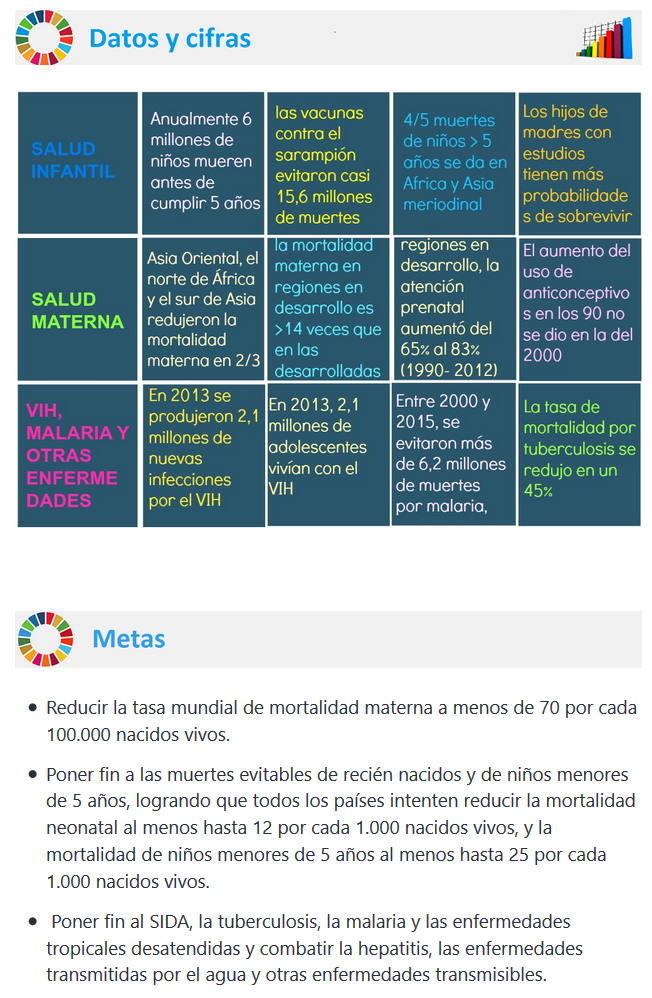 Datos y cifras
SALUD
INFANTIL
Anualmente 6
millones de
niños mueren
antes de
cumplir 5 años
las vacunas
contra el
sarampión
evitaron casi
15,6 millones
de muertes
4/5 muertes
de niños > 5
años se da en
Africa y Asia
meriodinal
Los hijos de
madres con
estudios
tienen más
probabilidade
s de sobrevivir
SALUD
MATERNA
Asia Oriental, el
norte de África
y el sur de Asia
redujeron la
mortalidad
materna en 2/3
la mortalidad
materna en
regiones en
desarrollo es
>14 veces que
en las
desarrolladas
regiones en
desarrollo, la
atención
prenatal
aumentó del
65% al 83%
(1990- 2012)
El aumento del
uso de
anticonceptivo
s en los 90 no
se dio en la del
2000
VIH,
MALARIA Y
OTRAS
ENFERME
DADES
En 2013 se
produjeron 2,1
millones de
nuevas
infecciones
por el VIH
En 2013, 2,1
millones de
adolescentes
vivían con el
VIH
Entre 2000 y
2015, se
evitaron más
de 6,2 millones
de muertes
por malaria,
La tasa de
mortalidad por
tuberculosis se
redujo en un
45%
Metas
• Reducir la tasa mundial de mortalidad materna a menos de 70 por cada
100.000 nacidos vivos.
• Poner fin a las muertes evitables de recién nacidos y de niños menores
de 5 años, logrando que todos los países intenten reducir la mortalidad
neonatal al menos hasta 12 por cada 1.000 nacidos vivos, y la
mortalidad de niños menores de 5 años al menos hasta 25 por cada
1.000 nacidos vivos.
• Poner fin al SIDA, la tuberculosis, la malaria y las enfermedades
tropicales desatendidas y combatir la hepatitis, las enfermedades
transmitidas por el agua y otras enfermedades transmisibles.